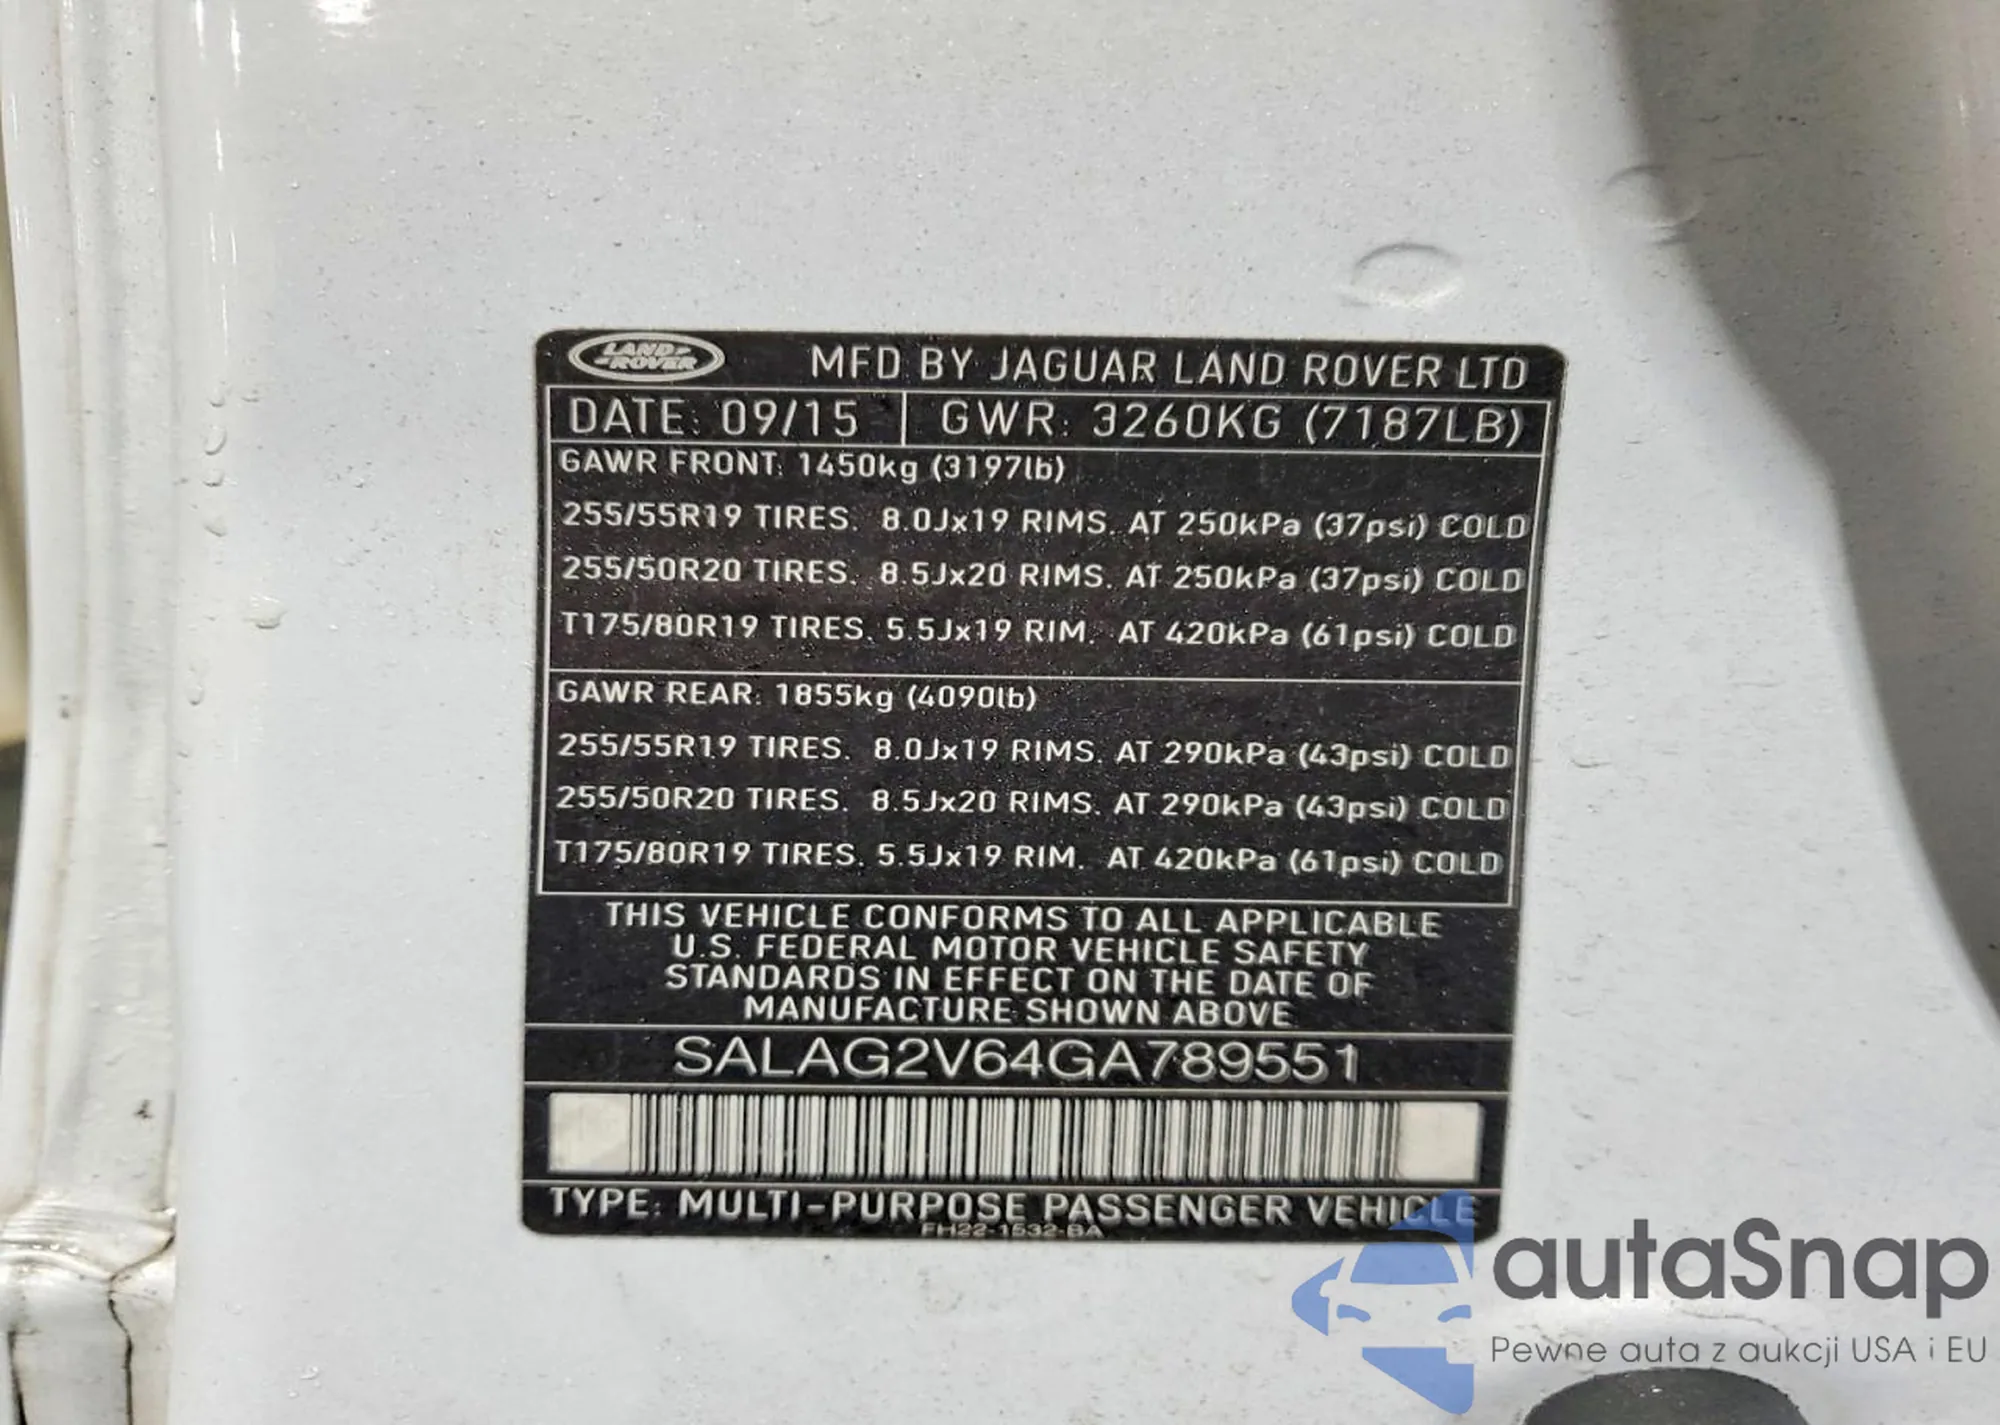 LAND
ROVER
MFD BY JAGUAR LAND ROVER LTD
DATE: 09/15 GWR: 3260KG (7187LB)
GAWR FRONT: 1450kg (3197lb)
255/55R19 TIRES. 8.0Jx19 RIMS. AT 250kPa (37psi) COLD
255/50R20 TIRES. 8.5Jx20 RIMS. AT 250kPa (37psi) COLD
T175/80R19 TIRES. 5.5Jx19 RIM. AT 420kPa (61psi) COLD
GAWR REAR: 1855kg (4090lb)
255/55R19 TIRES. 8.0Jx19 RIMS. AT 290kPa (43psi) COLD
255/50R20 TIRES. 8.5Jx20 RIMS. AT 290kPa (43psi) COLD
T175/80R19 TIRES. 5.5Jx19 RIM. AT 420kPa (61psi) COLD
THIS VEHICLE CONFORMS TO ALL APPLICABLE
U.S. FEDERAL MOTOR VEHICLE SAFETY
STANDARDS IN EFFECT ON THE DATE OF
MANUFACTURE SHOWN ABOVE
SALAG2V64GA789551
TYPE: MULTI-PURPOSE PASSENGER VEHICLE
FH22-1532-BA
autaSnap
Pewne auta z aukcji USA i EU